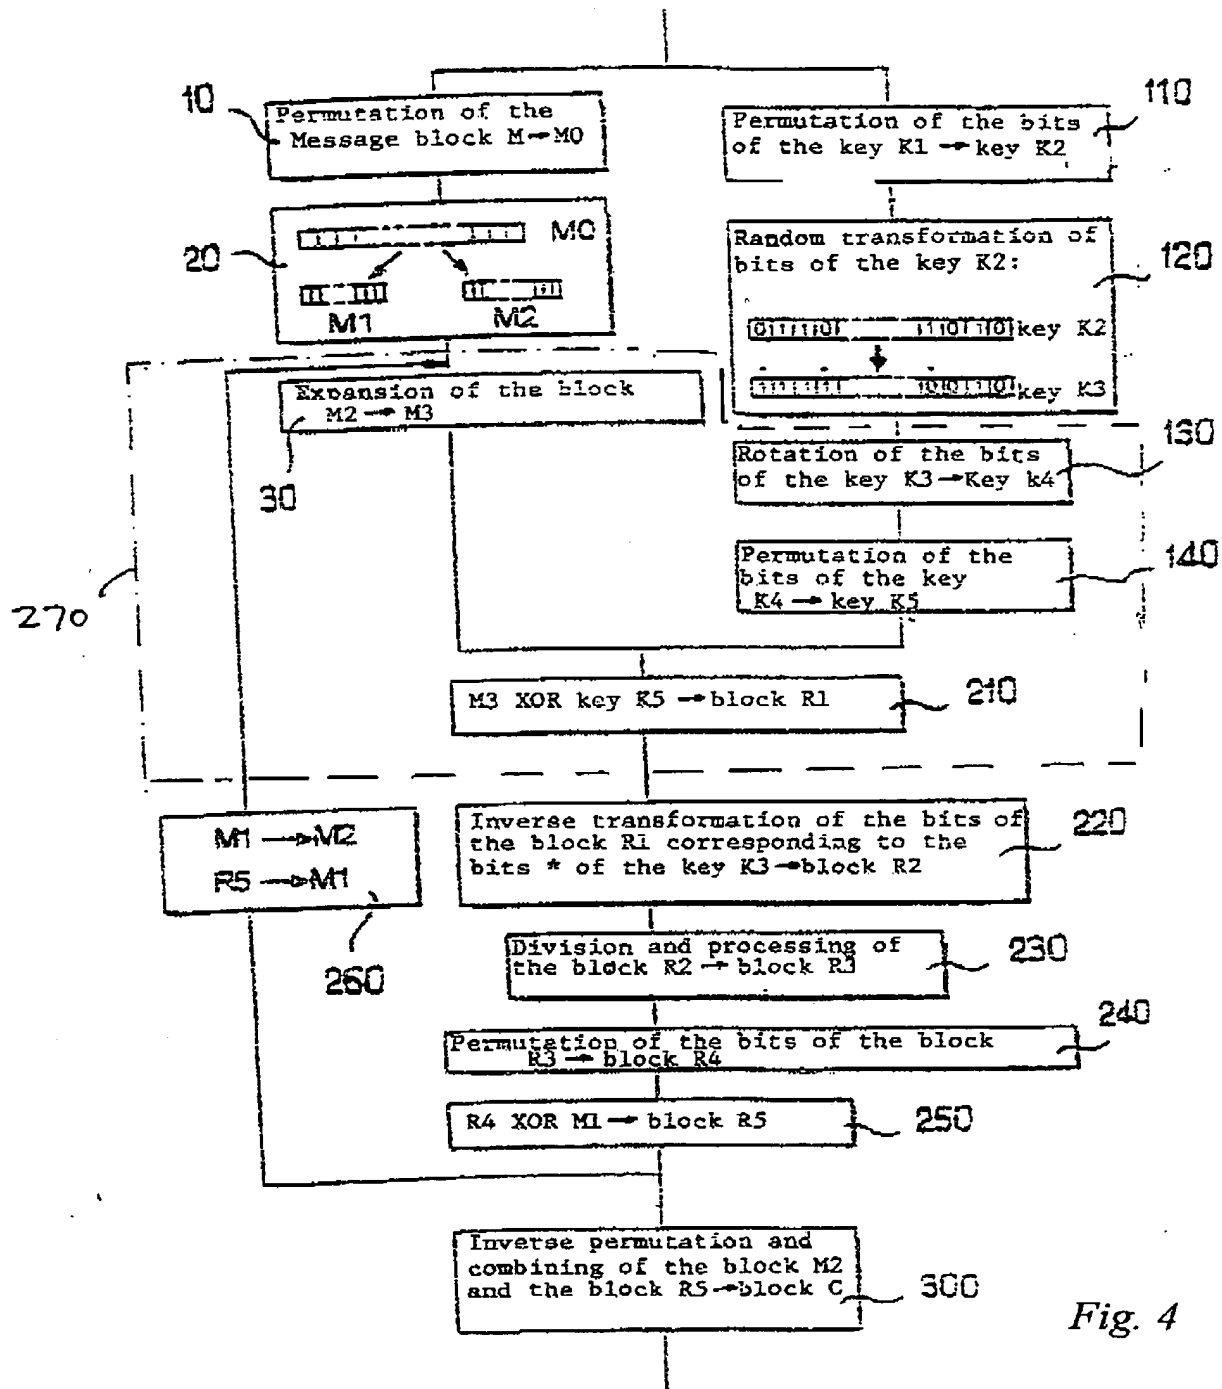 10
Permutation of the
Message block M→M0
110
Permutation of the bits
of the key K1 → key K2
20
M0
M1
M2
120
Random transformation of
bits of the key K2:
key K2
key K3
Expansion of the block
M2 → M3
30
130
Rotation of the bits
of the key K3→Key k4
140
Permutation of the
bits of the key
K4 → key K5
270
M3 XOR key K5 → block R1
210
M1 → M2
R5 → M1
260
Inverse transformation of the bits of
the block R1 corresponding to the
bits * of the key K3 → block R2
220
Division and processing of
the block R2 → block R3
230
Permutation of the bits of the block
R3 → block R4
240
R4 XOR M1 → block R5
250
Inverse permutation and
combining of the block M2
and the block R5→block C
300
Fig. 4